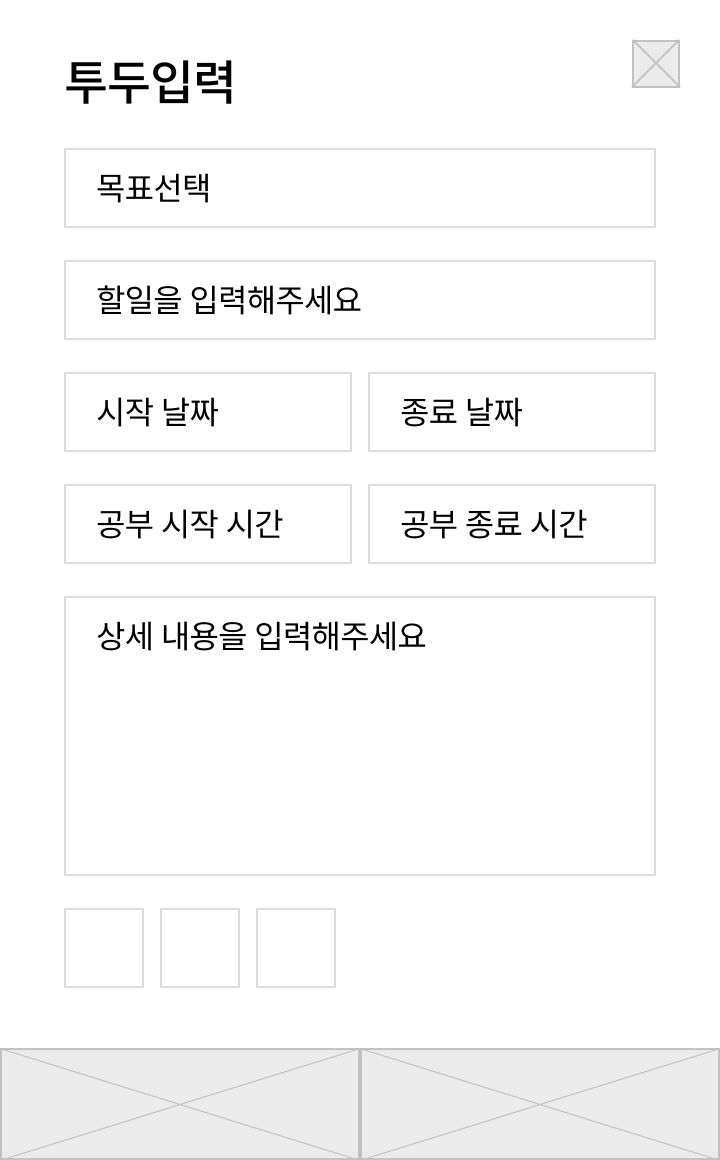 투두입력
목표선택
할일을 입력해주세요
시작 날짜
종료 날짜
공부 시작 시간
공부 종료 시간
상세 내용을 입력해주세요